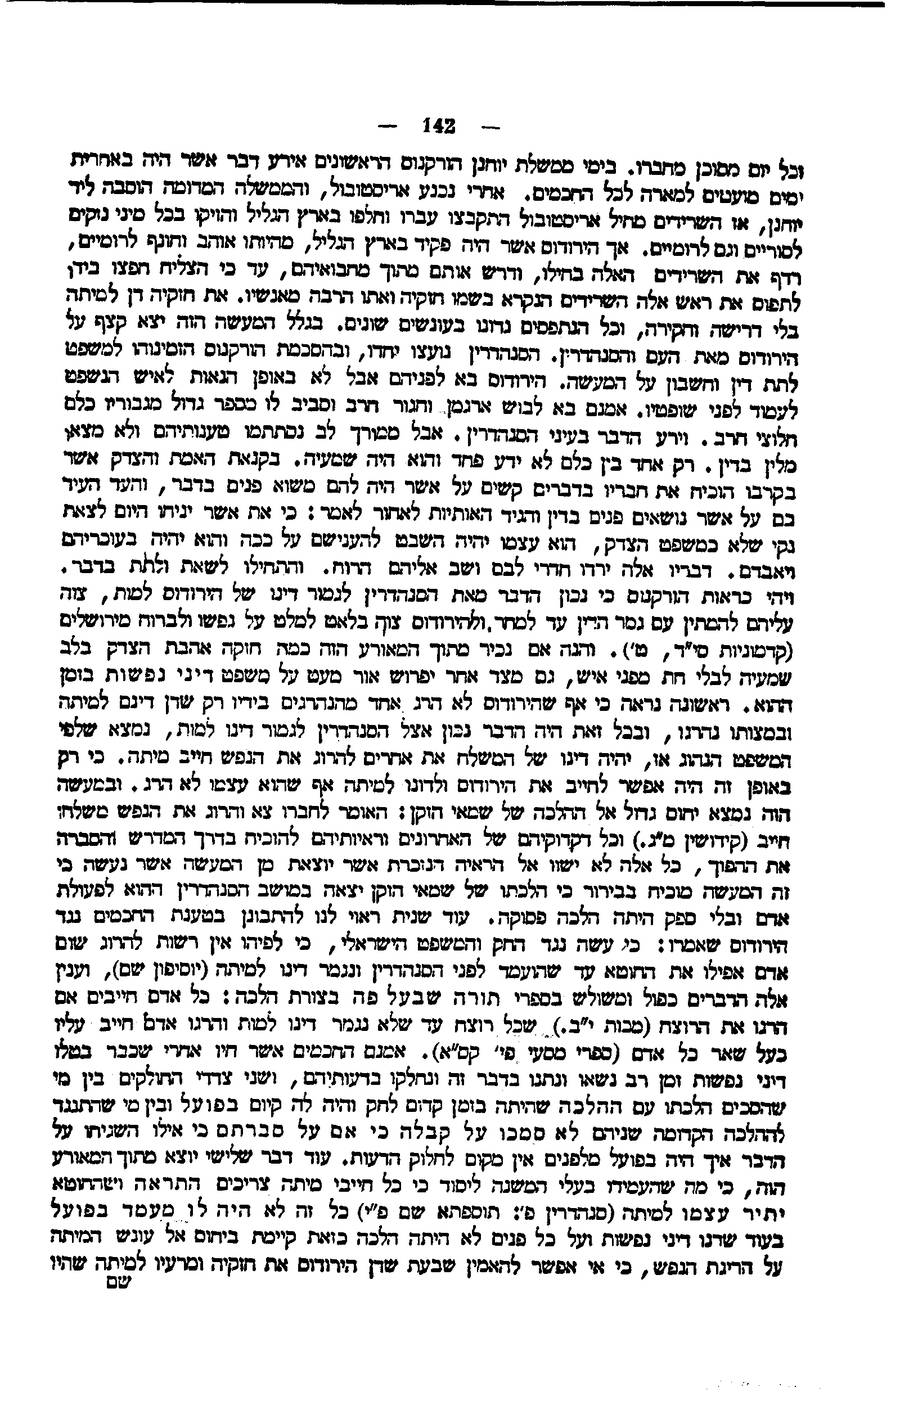 — 142 —
וכל יום מסוכן מחברו. בימי ממשלת יוחנן הורקנוס הראשונים אירע דבר אשר היה באחרית
ימים מועטים למארה לכל החכמים. אחרי נכנע אריסטובול, והממשלה המדומה הוסבה ליד
יוחנן, אז השרידים מחיל אריסטובול התקבצו עברו וחלפו בארץ הגליל והזיקו בכל מיני נזקים
לסוריים וגם לרומיים. אך הירודוס אשר היה פקיד בארץ הגליל, מהיותו אוהב וחונף לרומיים,
רדף את השרידים האלה בחילו, ודרש אותם מתוך מחבואיהם, עד כי הצליח חפצו בידו
לתפוס את ראש אלה השרידים הנקרא בשמו חזקיה ואתו הרבה מאנשיו. את חזקיה דן למיתה
בלי דרישה וחקירה, וכל הנתפסים נדונו בעונשים שונים. בגלל המעשה הזה יצא קצף על
הירודוס מאת העם והסנהדרין. הסנהדרין נועצו יחדו, ובהסכמת הורקנוס הזמינוהו למשפט
לתת דין וחשבון על המעשה. הירודוס בא לפניהם אבל לא באופן הנאות לאיש הנשפט
לעמוד לפני שופטיו. אמנם בא לבוש ארגמן וחגור חרב וסביב לו מספר גדול מגבוריו כלם
חלוצי חרב. וירע הדבר בעיני הסנהדרין. אבל ממורך לב נסתתמו טענותיהם ולא מצאו
מלין בדין. רק אחד בין כלם לא ידע פחד והוא היה שמעיה. בקנאת האמת והצדק אשר
בקרבו הוכיח את חבריו בדברים קשים על אשר היה להם משוא פנים בדבר, והעד העיד
בם על אשר נושאים פנים בדין והגיד האותיות לאחור לאמר: כי את אשר יניחו היום לצאת
נקי שלא כמשפט הצדק, הוא עצמו יהיה השבט להענישם על ככה והוא יהיה בעוכריהם
ויאבדם. דבריו אלה ירדו חדרי לבם ושב אליהם הרוח. והתחילו לשאת ולתת בדבר.
ויהי כראות הורקנוס כי נכון הדבר מאת הסנהדרין לגמור דינו של הירודוס למות, צוה
עליהם להמתין עם גמר הדין עד למחר, ולהירודוס צוה בלאט למלט על נפשו ולברוח מירושלים
(קדמוניות סי״ד, ט׳). והנה אם נכיר מתוך המאורע הזה כמה חזקה אהבת הצדק בלב
שמעיה לבלי חת מפני איש, גם מצד אחר יפרוש אור מעט על משפט דיני נפשות בזמן
ההוא. ראשונה נראה כי אף שהירודוס לא הרג אחד מהנהרגים בידיו רק שדן דינם למיתה
ובמצותו נהרגו, ובכל זאת היה הדבר נכון אצל הסנהדרין לגמור דינו למות, נמצא שלפי
המשפט הנהוג אז, יהיה דינו של המשלח את אחרים להרוג את הנפש חייב מיתה. כי רק
באופן זה היה אפשר לחייב את הירודוס ולדונו למיתה אף שהוא עצמו לא הרג. ובמעשה
הזה נמצא יחוס גדול אל ההלכה של שמאי הזקן: האומר לחברו צא והרוג את הנפש משלחו
חייב (קידושין מ״ג.) וכל דקדוקיהם של האחרונים וראיותיהם להוכיח בדרך המדרש והסברה
את ההפוך, כל אלה לא ישוו אל הראיה הנזכרת אשר יוצאת מן המעשה אשר נעשה כי
זה המעשה מוכיח בבירור כי הלכתו של שמאי הזקן יצאה במושב הסנהדרין ההוא לפעולת
אדם ובלי ספק היתה הלכה פסוקה. עוד שנית ראוי לנו להתבונן בטענת החכמים נגד
הירודוס שאמרו: כי עשה נגד החק והמשפט הישראלי, כי לפיהו אין רשות להרוג שום
אדם אפילו את החוטא עד שהועמד לפני הסנהדרין ונגמר דינו למיתה (יוסיפון שם), וענין
אלה הדברים כפול ומשולש בספרי תורה שבעל פה בצורת הלכה: כל אדם חייבים אם
הרגו את הרוצח (מכות י״ב.) שכל רוצח עד שלא נגמר דינו למות והרגו אדם חייב עליו
כעל שאר כל אדם (ספרי מסעי פי׳ קס״א). אמנם החכמים אשר חיו אחרי שכבר בטלו
דיני נפשות זמן רב נשאו ונתנו בדבר זה ונחלקו בדעותיהם, ושני צדדי החולקים בין מי
שהסכים הלכתו עם ההלכה שהיתה בזמן קדום לחק והיה לה קיום בפועל ובין מי שהתנגד
לההלכה הקדומה שניהם לא סמכו על קבלה כי אם על סברתם כי אילו השגיחו על
הדבר איך היה בפועל מלפנים אין מקום לחלוק הדעות. עוד דבר שלישי יוצא מתוך המאורע
הזה, כי מה שהעמידו בעלי המשנה ליסוד כי כל חייבי מיתה צריכים התראה ושהחוטא
יתיר עצמו למיתה (סנהדרין פ׳: תוספתא שם פ״י) כל זה לא היה לו מעמד בפועל
בעוד שדנו דיני נפשות ועל כל פנים לא היתה הלכה כזאת קיימת ביחוס אל עונש המיתה
על הריגת הנפש, כי אי אפשר להאמין שבעת שדן הירודוס את חזקיה ומרעיו למיתה שהיו
שם